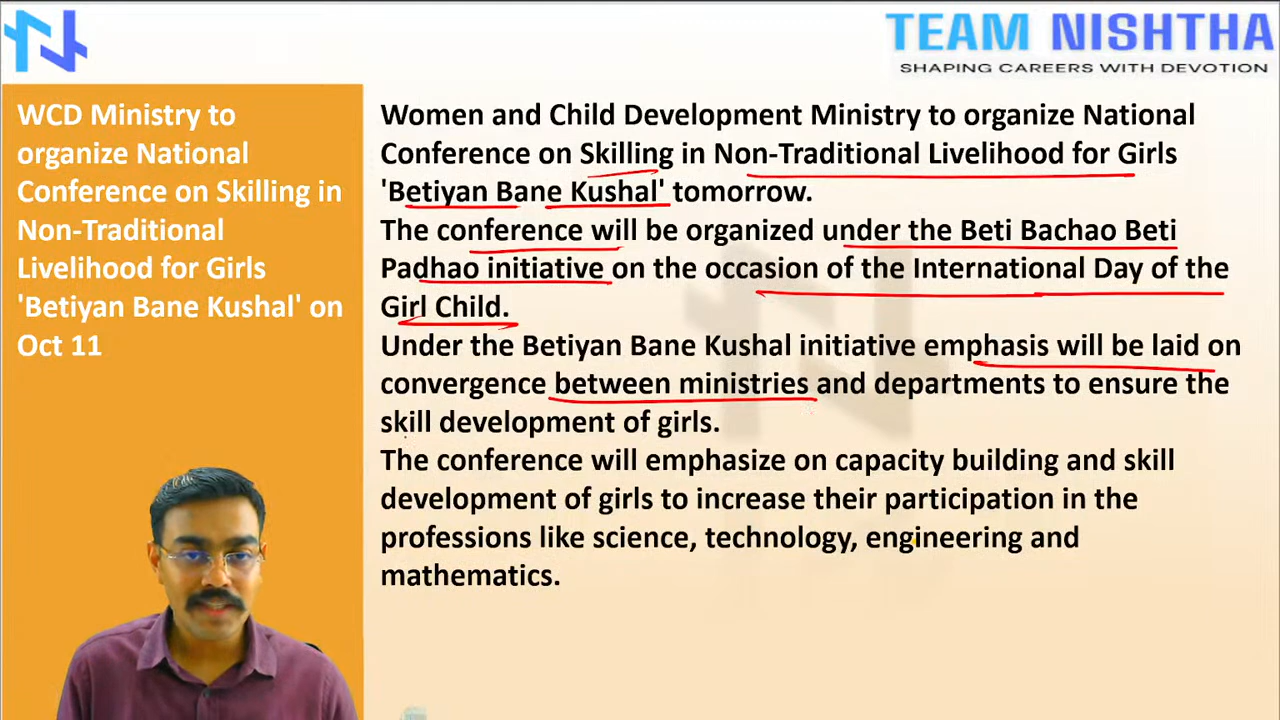 TEAM NISHTHA
SHAPING CAREERS WITH DEVOTION
WCD Ministry to
organize National
Conference on Skilling in
Non-Traditional
Livelihood for Girls
'Betiyan Bane Kushal' on
Oct 11
Women and Child Development Ministry to organize National
Conference on Skilling in Non-Traditional Livelihood for Girls
'Betiyan Bane Kushal' tomorrow.
The conference will be organized under the Beti Bachao Beti
Padhao initiative on the occasion of the International Day of the
Girl Child.
Under the Betiyan Bane Kushal initiative emphasis will be laid on
convergence between ministries and departments to ensure the
skill development of girls.
The conference will emphasize on capacity building and skill
development of girls to increase their participation in the
professions like science, technology, engineering and
mathematics.